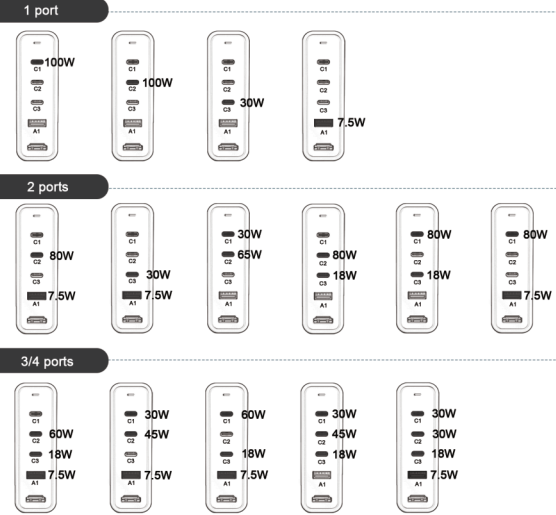 1 port
C1 100W C1 C1 C1
C2 C2 100W C2 C2
C3 C3 C3 30W C3
A1 A1 A1 A1 7.5W
2 ports
C1 C1 C1 30W C1 C1 80W C1 80W
C2 80W C2 C2 65W C2 80W C2 C2
C3 C3 30W C3 C3 18W C3 18W C3
A1 7.5W A1 7.5W A1 A1 A1 A1 7.5W
3/4 ports
C1 C1 30W C1 60W C1 30W C1 30W
C2 60W C2 45W C2 C2 45W C2 30W
C3 18W C3 C3 18W C3 18W C3 18W
A1 7.5W A1 7.5W A1 7.5W A1 A1 7.5W